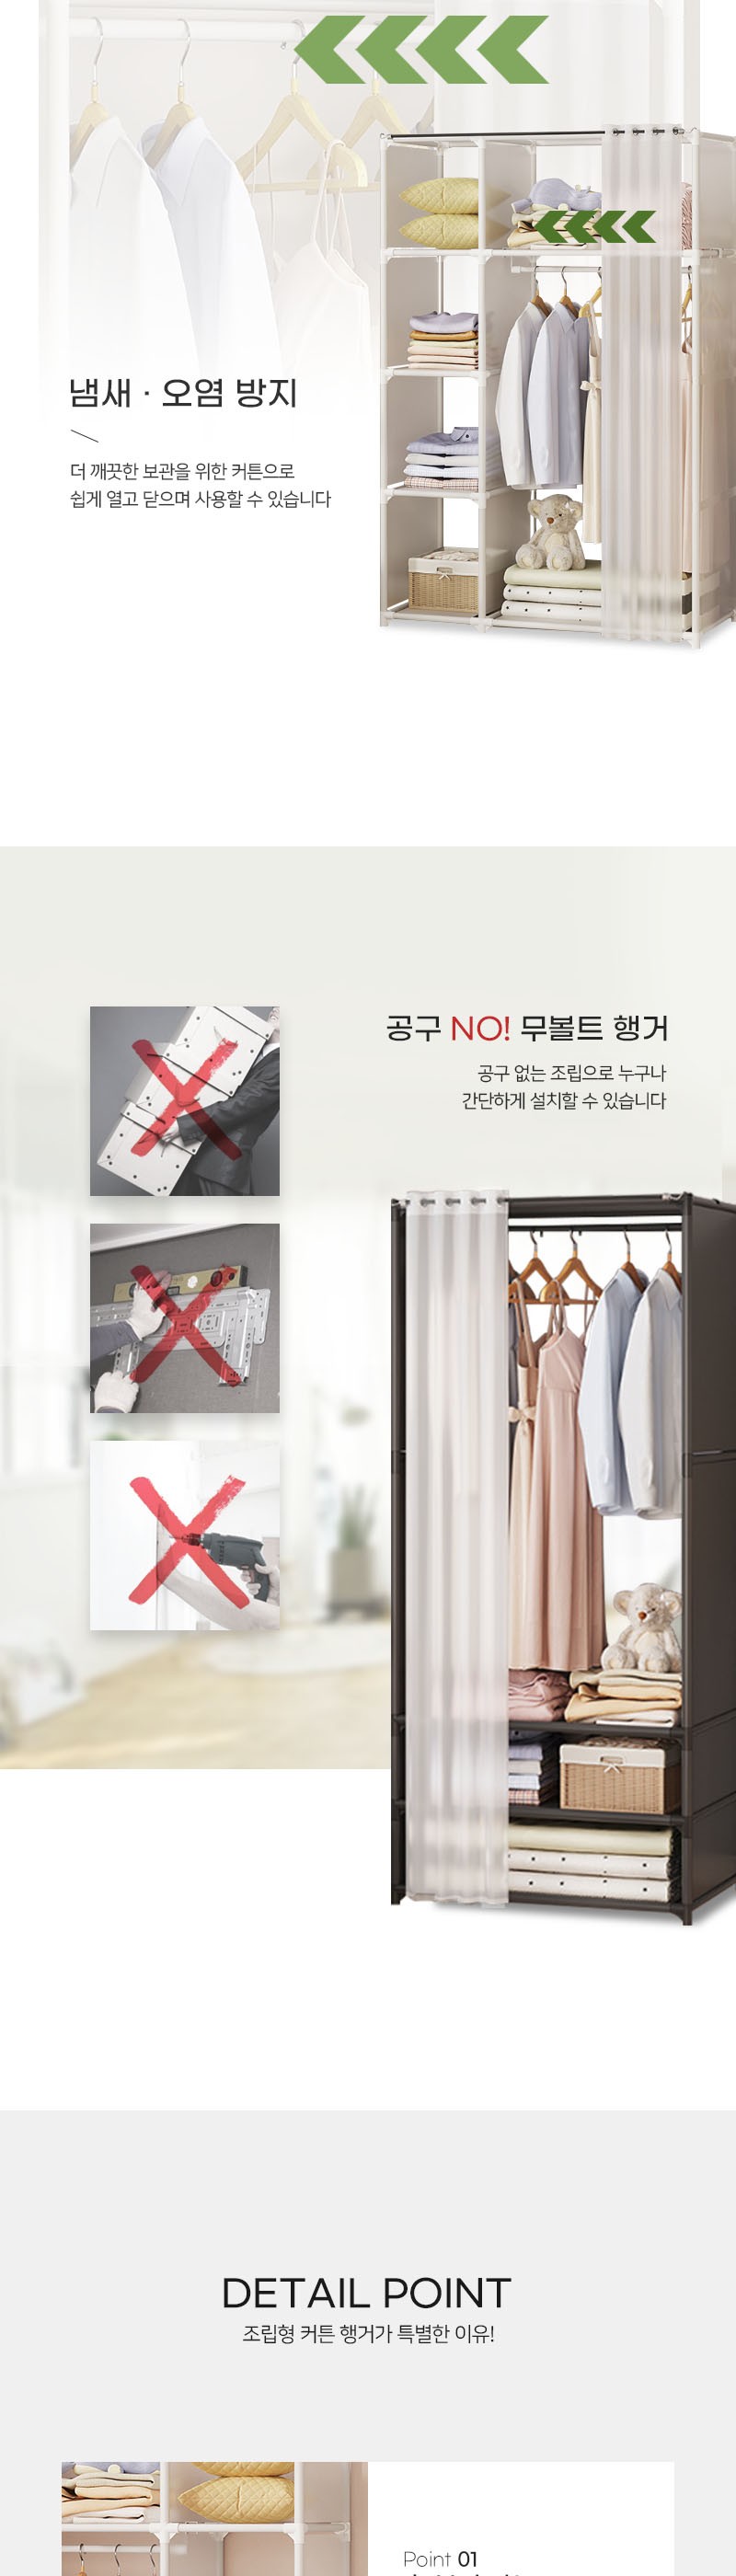 냄새 · 오염 방지
더 깨끗한 보관을 위한 커튼으로
쉽게 열고 닫으며 사용할 수 있습니다
공구 NO! 무볼트 행거
공구 없는 조립으로 누구나
간단하게 설치할 수 있습니다
DETAIL POINT
조립형 커튼 행거가 특별한 이유!
Point 01